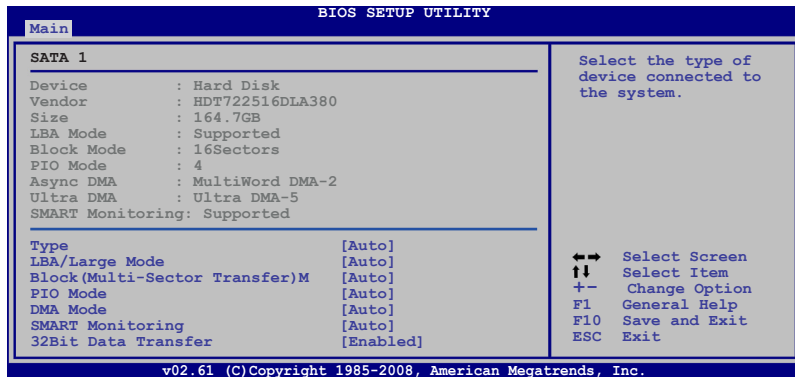 BIOS SETUP UTILITY
Main
SATA 1
Device : Hard Disk
Vendor : HDT722516DLA380
Size : 164.7GB
LBA Mode : Supported
Block Mode : 16Sectors
PIO Mode : 4
Async DMA : MultiWord DMA-2
Ultra DMA : Ultra DMA-5
SMART Monitoring: Supported
Type [Auto]
LBA/Large Mode [Auto]
Block(Multi-Sector Transfer)M [Auto]
PIO Mode [Auto]
DMA Mode [Auto]
SMART Monitoring [Auto]
32Bit Data Transfer [Enabled]
Select the type of
device connected to
the system.
←→ Select Screen
↑↓ Select Item
+- Change Option
F1 General Help
F10 Save and Exit
ESC Exit
v02.61 (C)Copyright 1985-2008, American Megatrends, Inc.